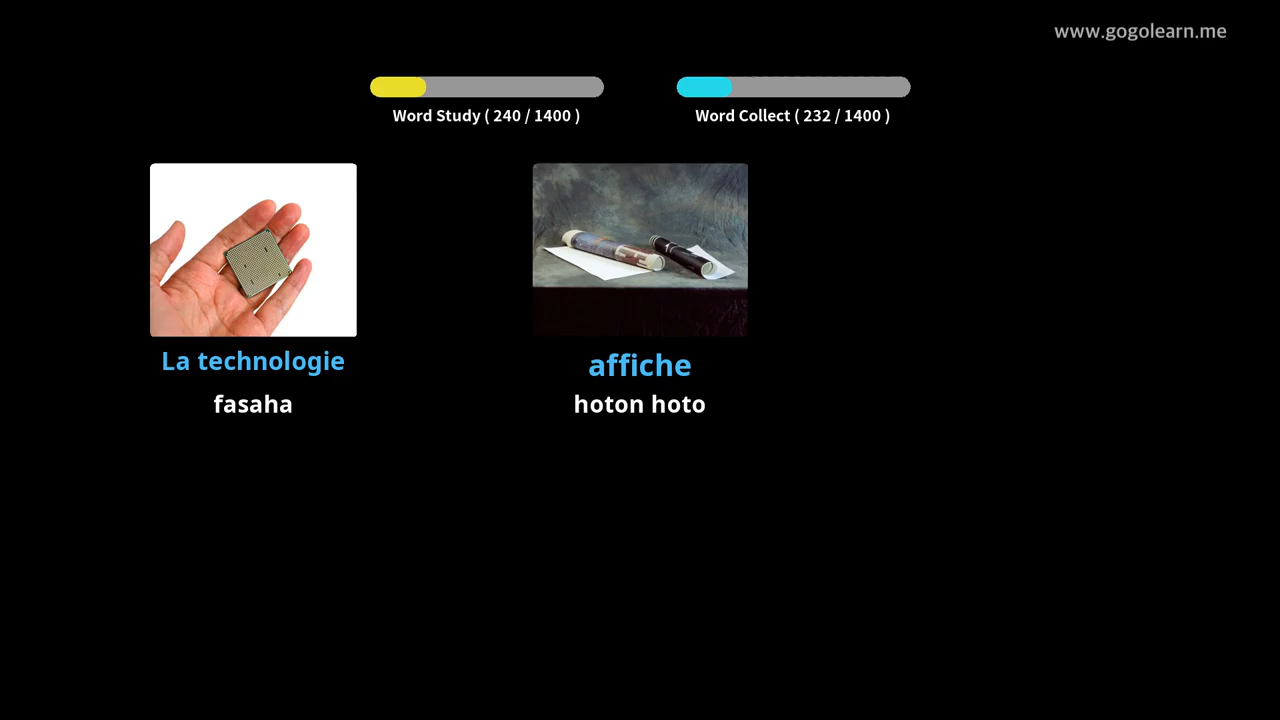 www.gogolearn.me
Word Study ( 240 / 1400 )
Word Collect ( 232 / 1400 )
La technologie
fasaha
affiche
hoton hoto